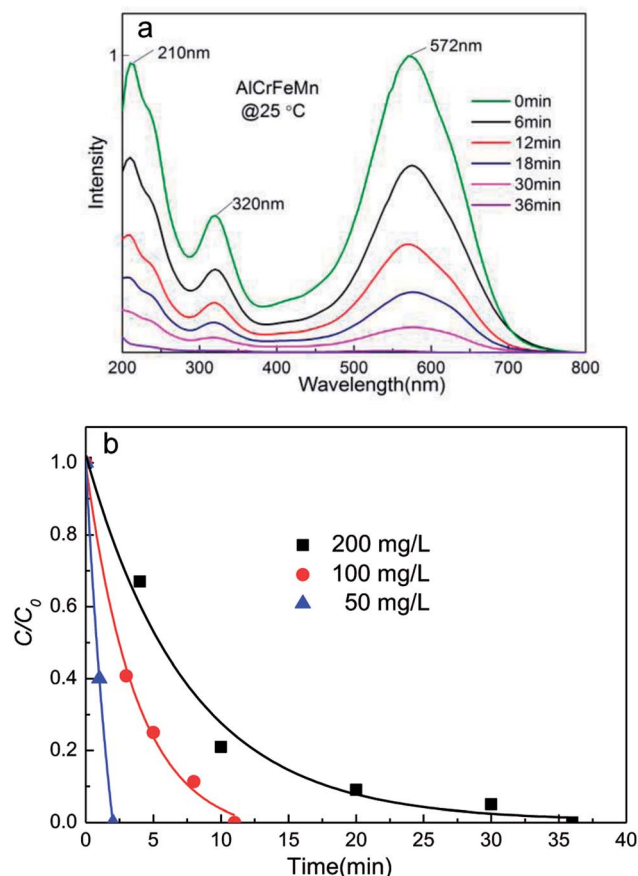 a
210nm
572nm
1
AlCrFeMn
@25 °C
0min
6min
12min
18min
30min
36min
320nm
Intensity
200 300 400 500 600 700 800
Wavelength(nm)
b
1.0
0.8
0.6
0.4
0.2
0.0
200 mg/L
100 mg/L
50 mg/L
C/C0
0 5 10 15 20 25 30 35 40
Time(min)